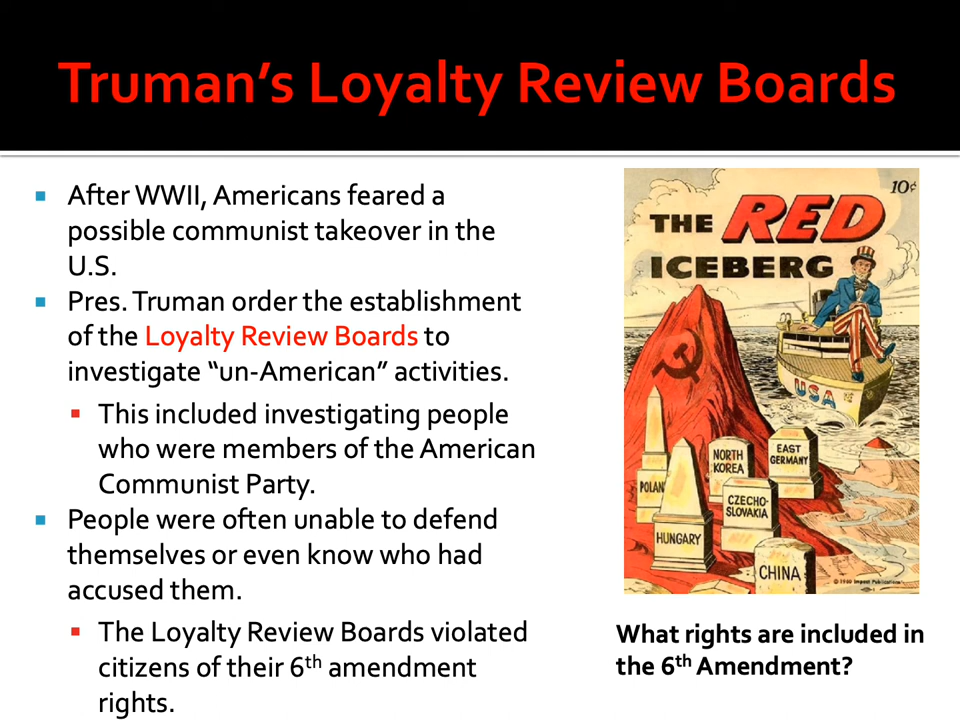 Truman's Loyalty Review Boards
After WWII, Americans feared a
possible communist takeover in the
U.S.
Pres. Truman order the establishment
of the Loyalty Review Boards to
investigate "un-American" activities.
This included investigating people
who were members of the American
Communist Party.
People were often unable to defend
themselves or even know who had
accused them.
The Loyalty Review Boards violated
citizens of their 6th amendment
rights.
10¢
THE RED
ICEBERG
USA
NORTH
KOREA
EAST
GERMANY
POLAN
CZECHO-
SLOVAKIA
HUNGARY
CHINA
© 1960 Impact Publications
What rights are included in
the 6th Amendment?